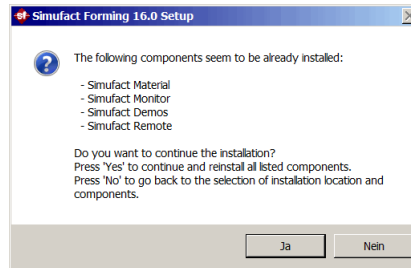 Simufact Forming 16.0 Setup
The following components seem to be already installed:
- Simufact Material
- Simufact Monitor
- Simufact Demos
- Simufact Remote
Do you want to continue the installation?
Press 'Yes' to continue and reinstall all listed components.
Press 'No' to go back to the selection of installation location and
components.
Ja
Nein